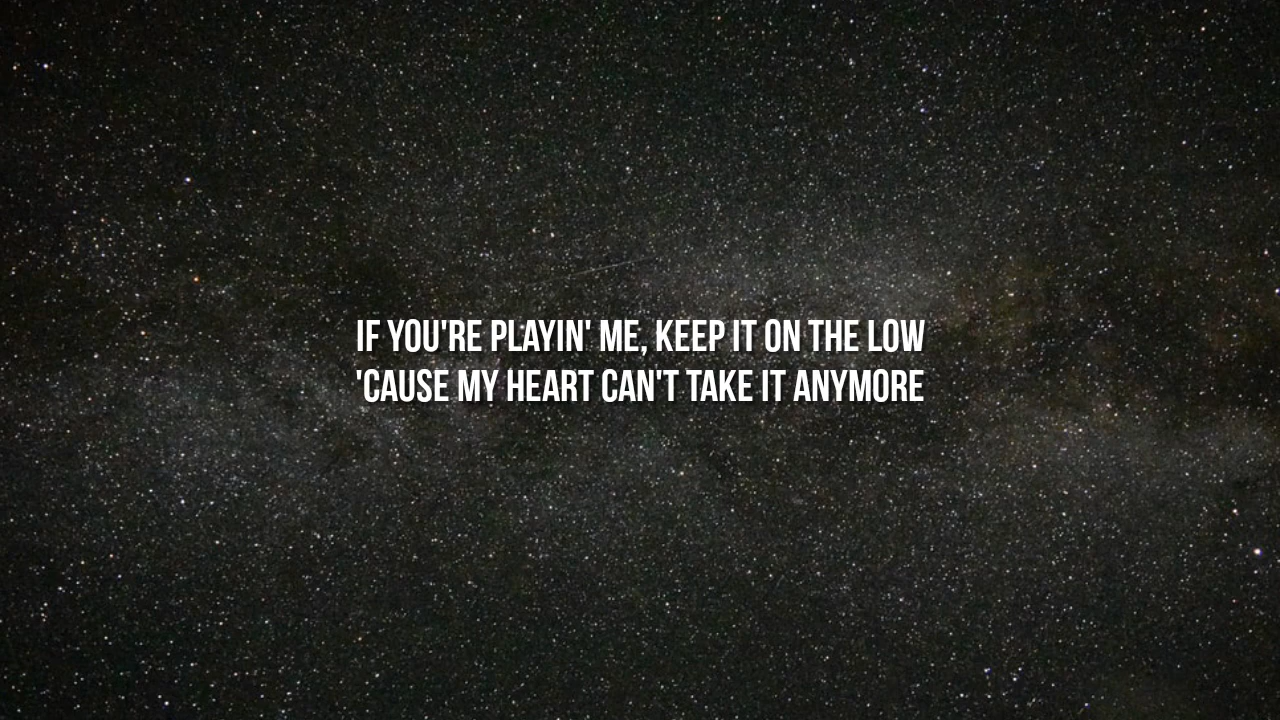 IF YOU'RE PLAYIN' ME, KEEP IT ON THE LOW
'CAUSE MY HEART CAN'T TAKE IT ANYMORE